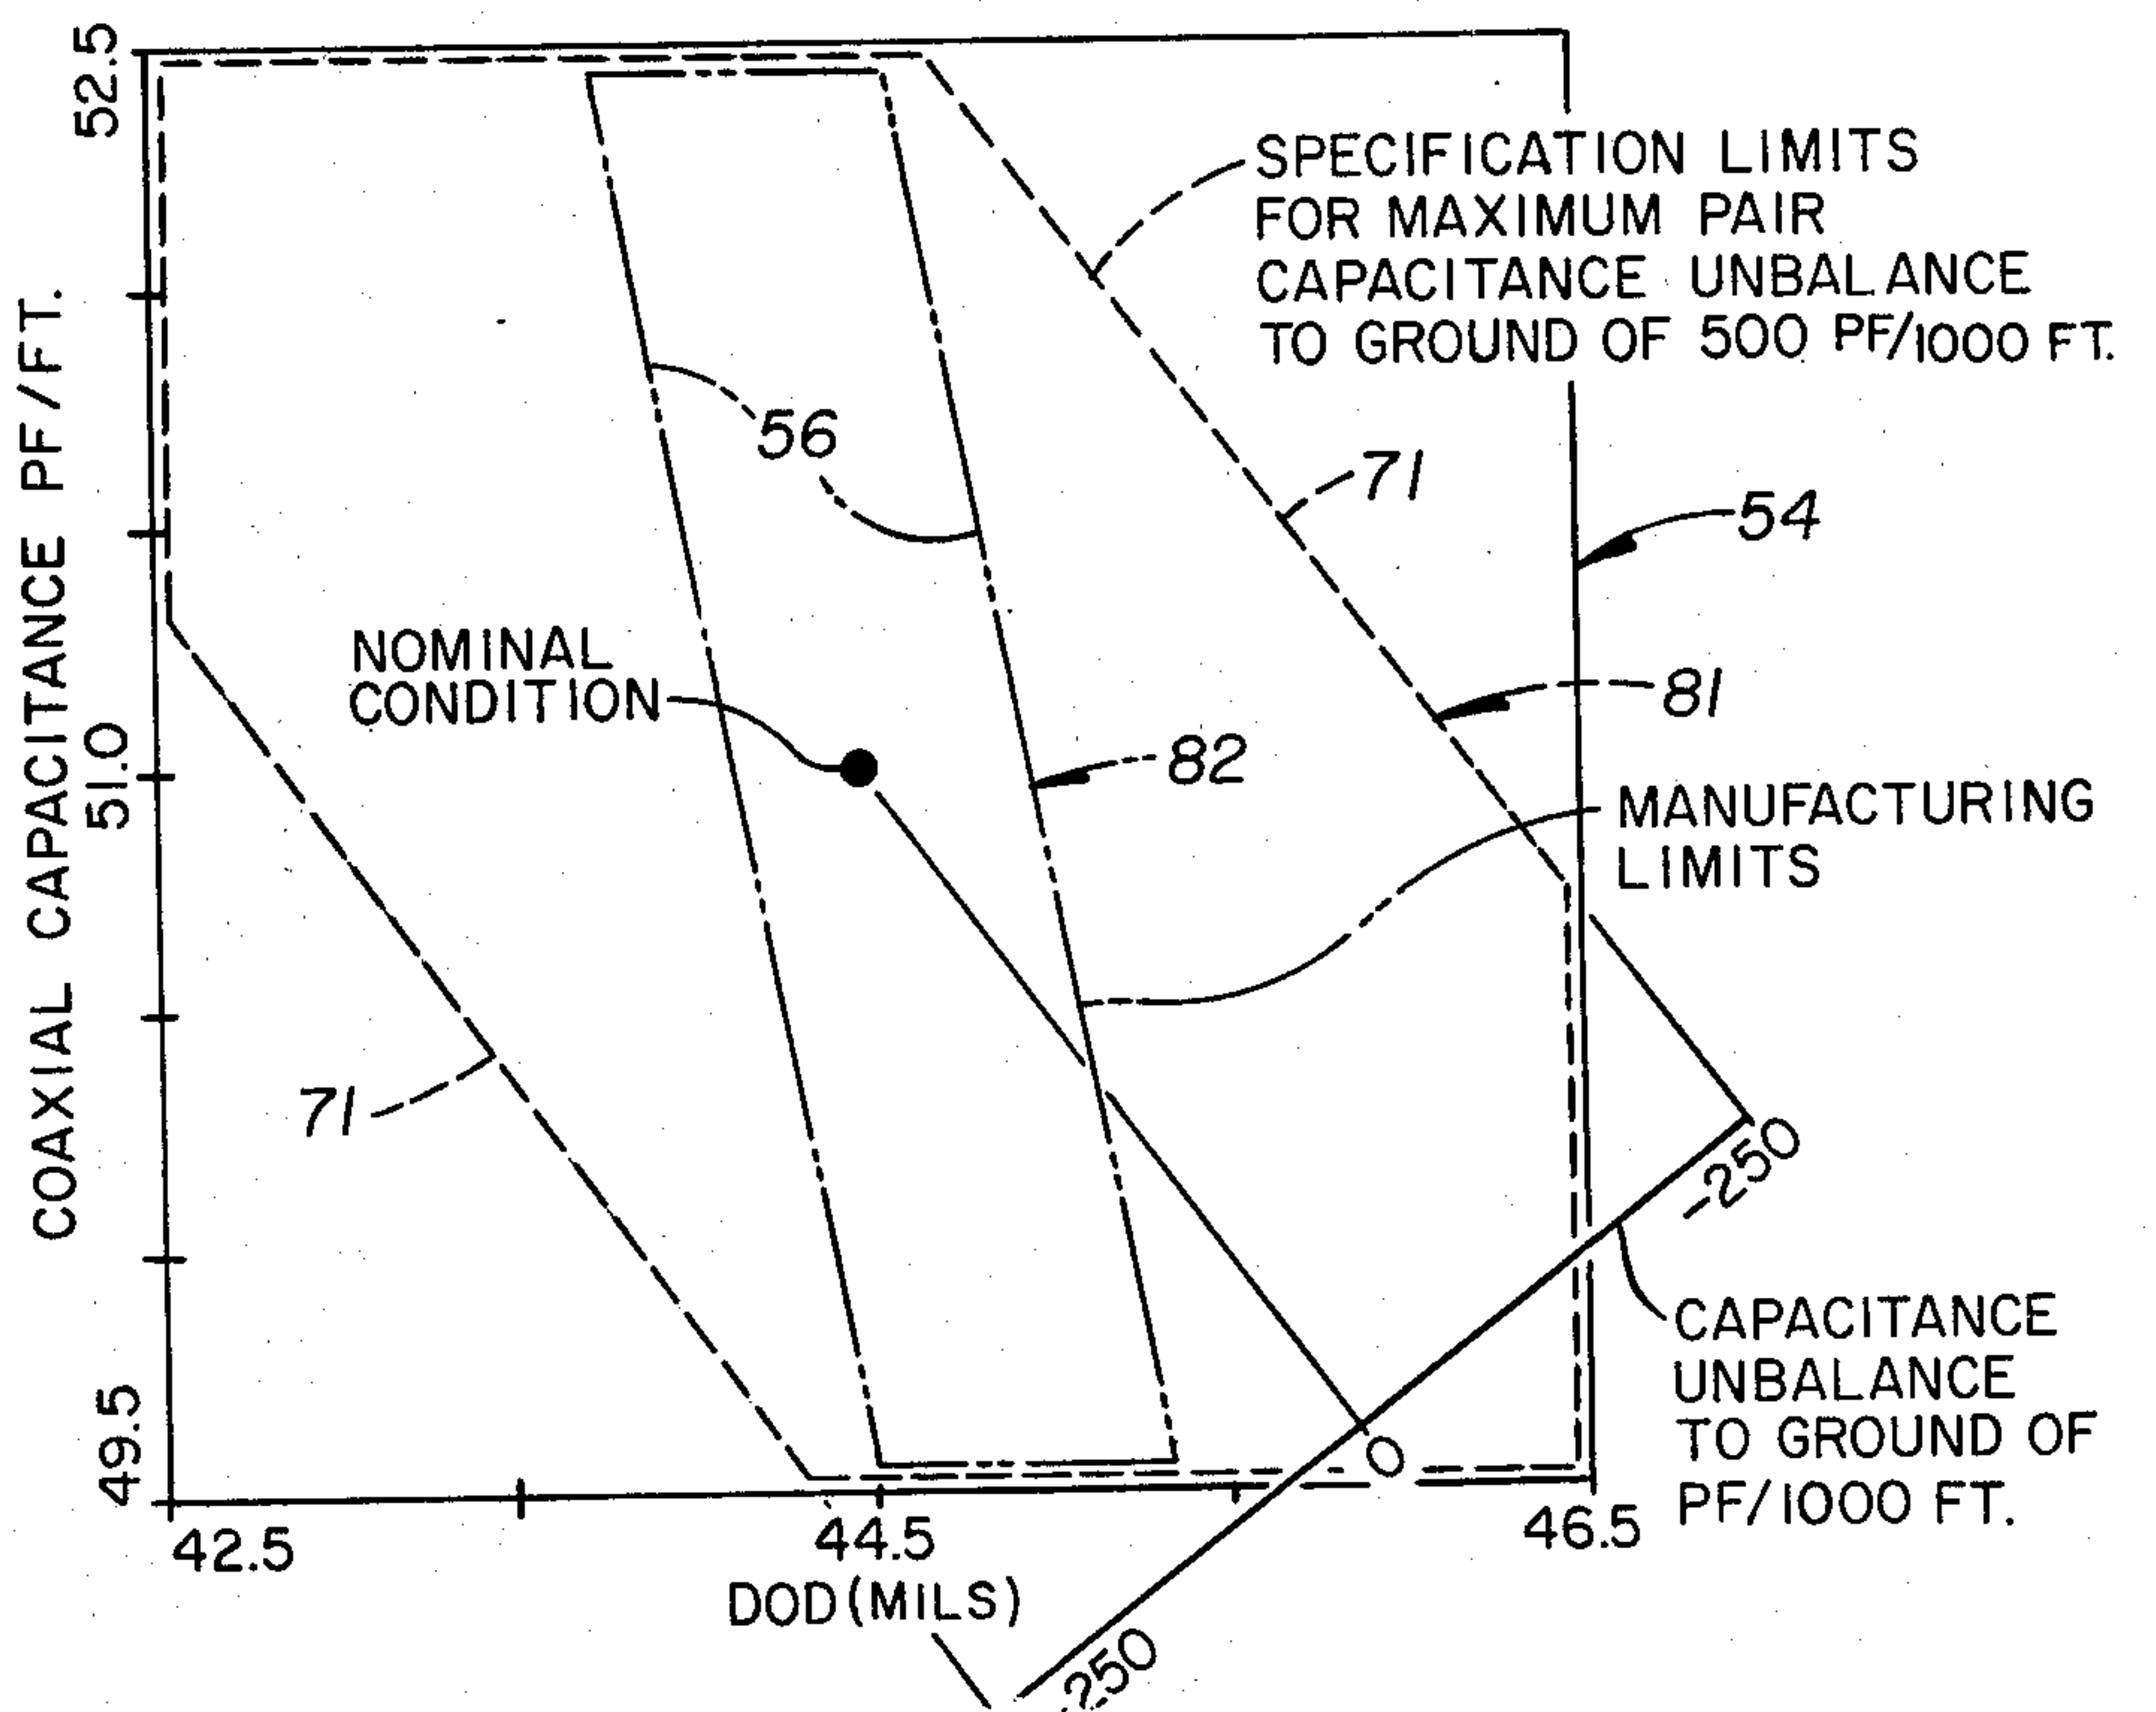 52.5
COAXIAL CAPACITANCE PF/FT.
51.0
49.5
SPECIFICATION LIMITS
FOR MAXIMUM PAIR
CAPACITANCE UNBALANCE
TO GROUND OF 500 PF/1000 FT.
56
71
54
NOMINAL
CONDITION
81
82
MANUFACTURING
LIMITS
71
-250
0
CAPACITANCE
UNBALANCE
TO GROUND OF
PF/1000 FT.
42.5
44.5
46.5
DOD (MILS)
250